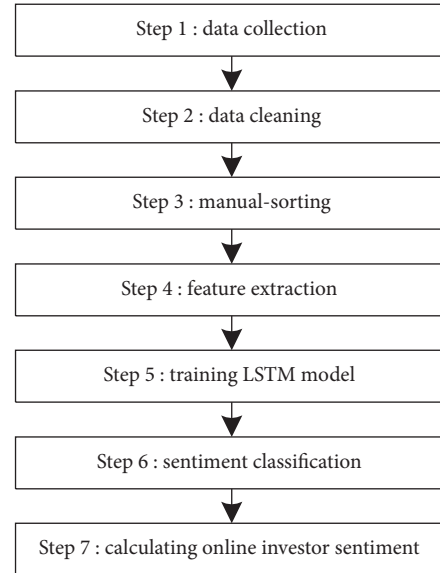 Step 1 : data collection
Step 2 : data cleaning
Step 3 : manual-sorting
Step 4 : feature extraction
Step 5 : training LSTM model
Step 6 : sentiment classification
Step 7 : calculating online investor sentiment